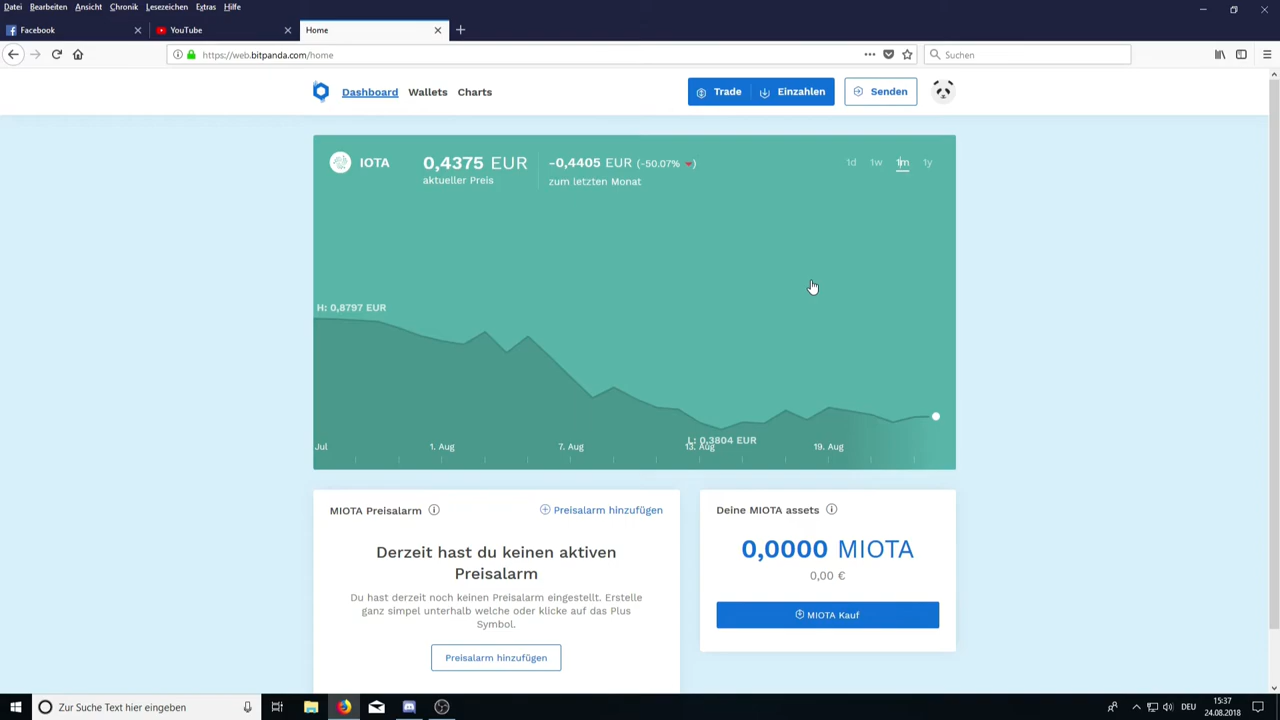 Datei Bearbeiten Ansicht Chronik Lesezeichen Extras Hilfe
Facebook YouTube Home
https://web.bitpanda.com/home Suchen
Dashboard Wallets Charts Trade Einzahlen Senden
IOTA 0,4375 EUR -0,4405 EUR (-50.07%) 1d 1w 1m 1y
aktueller Preis zum letzten Monat
H: 0,8797 EUR
L: 0,3804 EUR
Jul 1. Aug 7. Aug 13. Aug 19. Aug
MIOTA Preisalarm Preisalarm hinzufügen
Derzeit hast du keinen aktiven
Preisalarm
Du hast derzeit noch keinen Preisalarm eingestellt. Erstelle
ganz simpel unterhalb welche oder klicke auf das Plus
Symbol.
Preisalarm hinzufügen
Deine MIOTA assets
0,0000 MIOTA
0,00 €
MIOTA Kauf
Zur Suche Text hier eingeben
DEU
15:37
24.08.2018